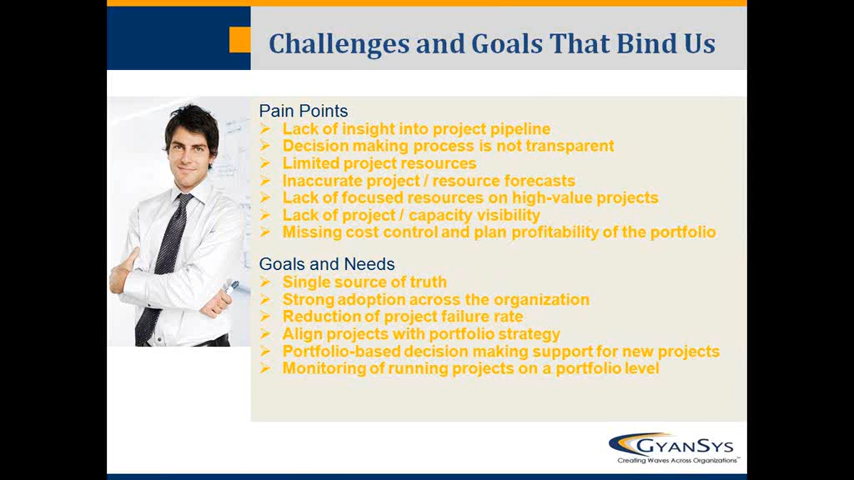 Challenges and Goals That Bind Us
Pain Points
Lack of insight into project pipeline
Decision making process is not transparent
Limited project resources
Inaccurate project / resource forecasts
Lack of focused resources on high-value projects
Lack of project / capacity visibility
Missing cost control and plan profitability of the portfolio
Goals and Needs
Single source of truth
Strong adoption across the organization
Reduction of project failure rate
Align projects with portfolio strategy
Portfolio-based decision making support for new projects
Monitoring of running projects on a portfolio level
GyanSys
Creating Waves Across Organizations™